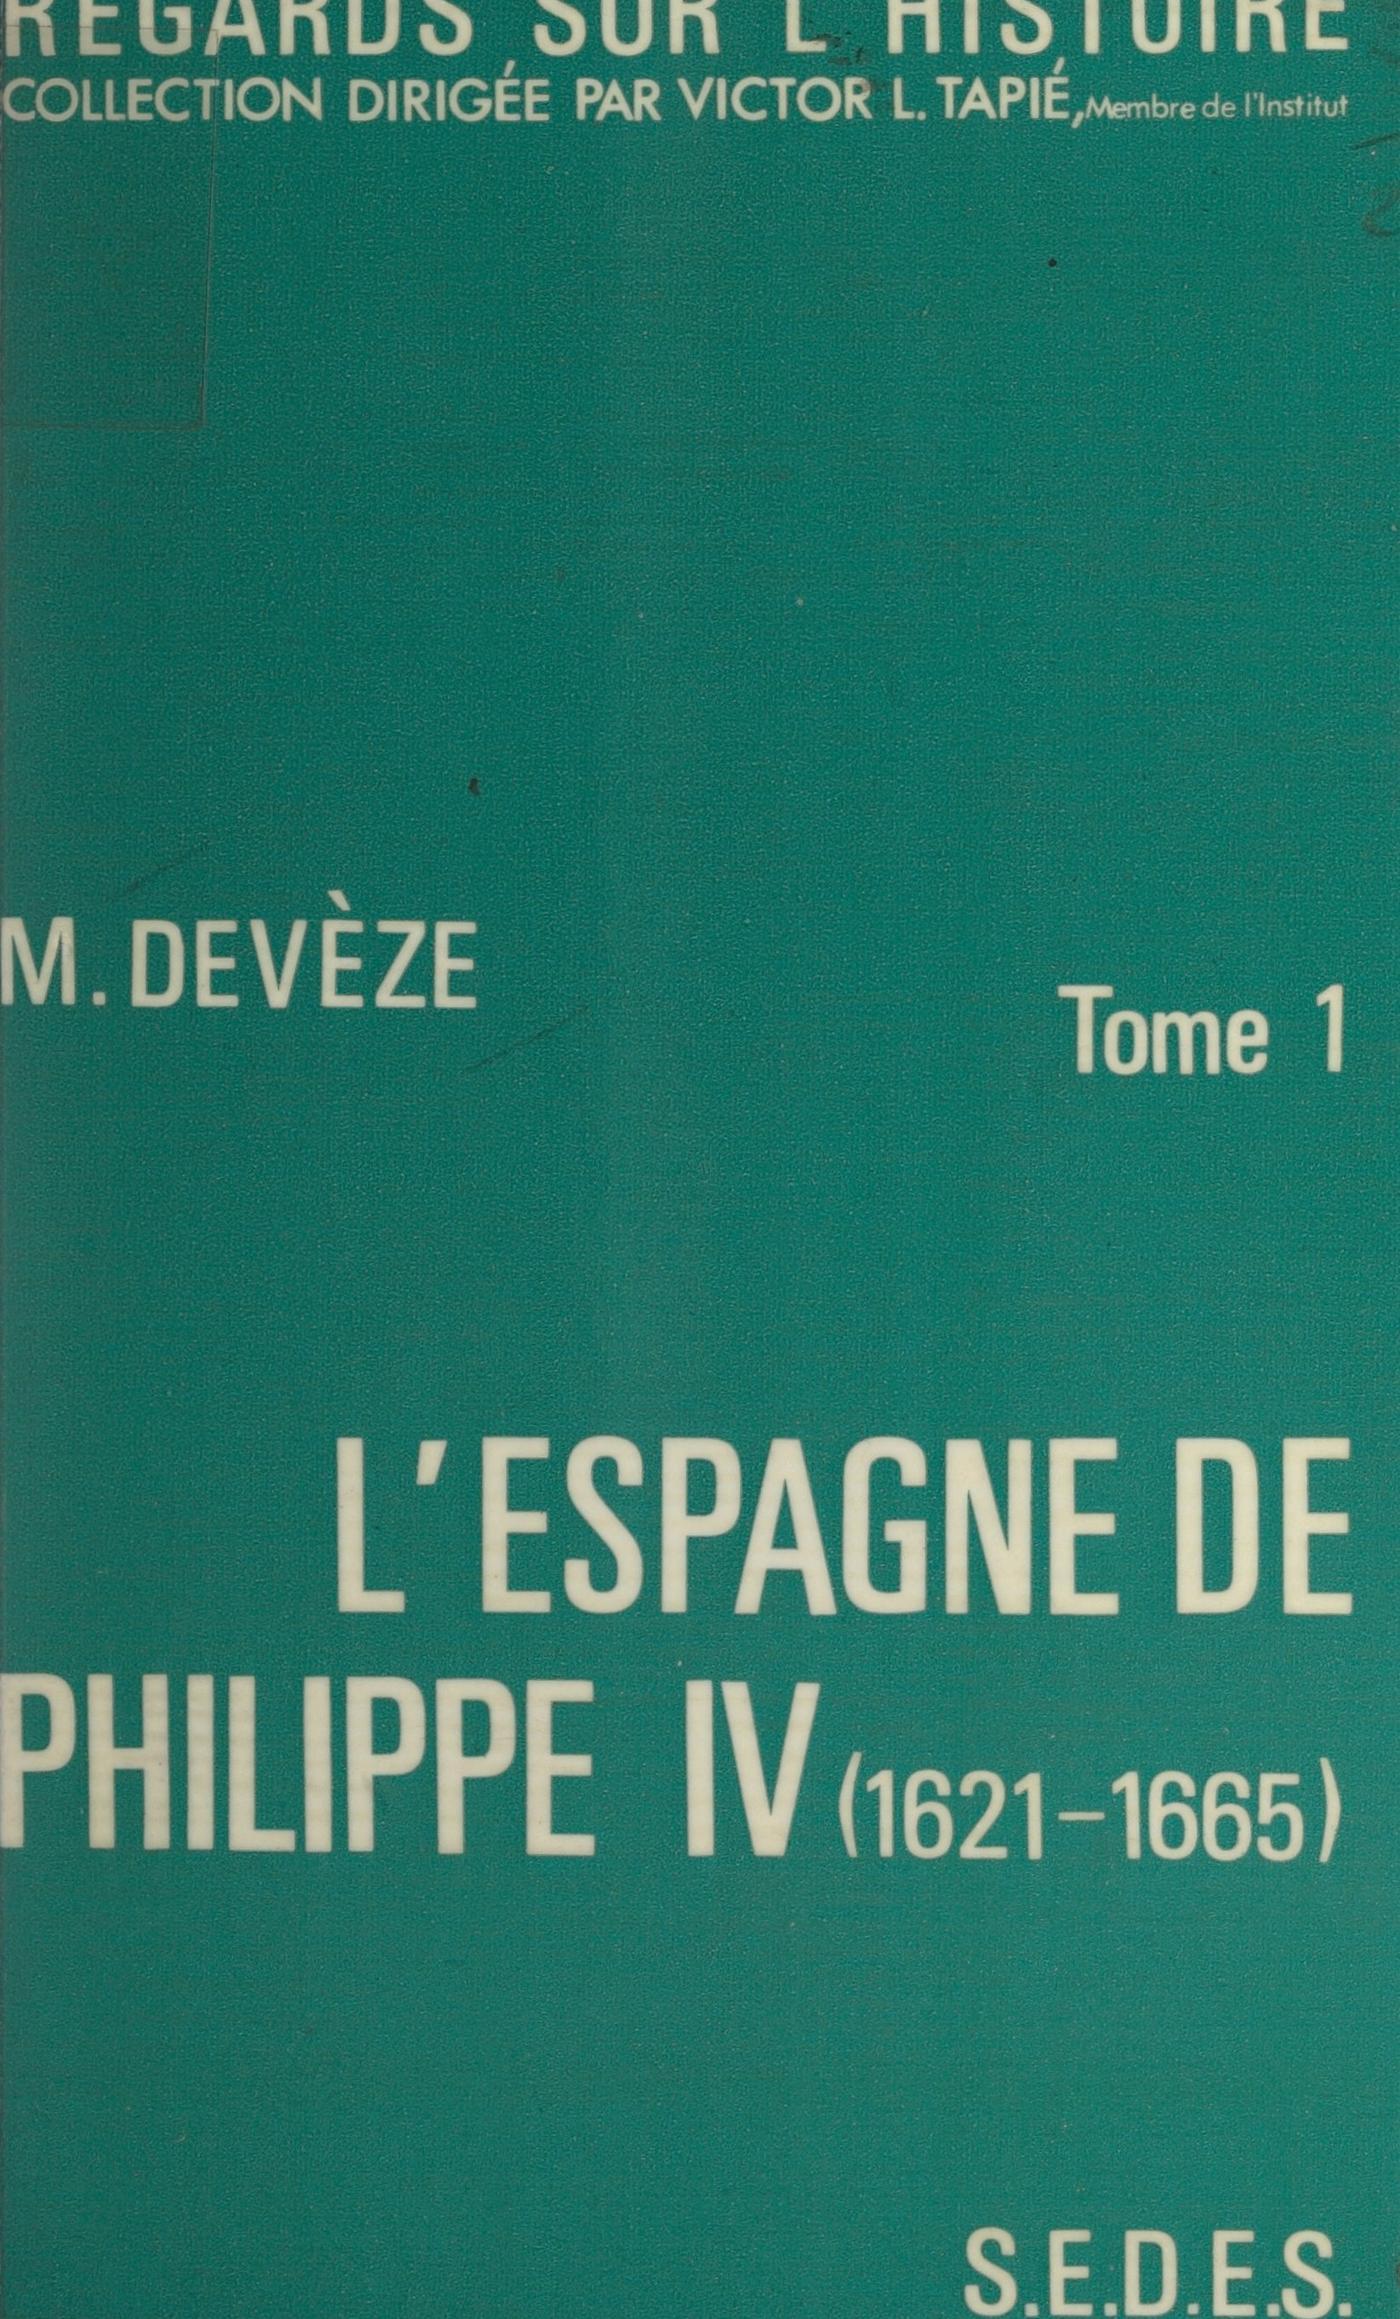 REGARDS SUR L'HISTOIRE
COLLECTION DIRIGÉE PAR VICTOR L. TAPIÉ, Membre de l'Institut
M. DEVÈZE
Tome 1
L'ESPAGNE DE
PHILIPPE IV (1621-1665)
S.E.D.E.S.